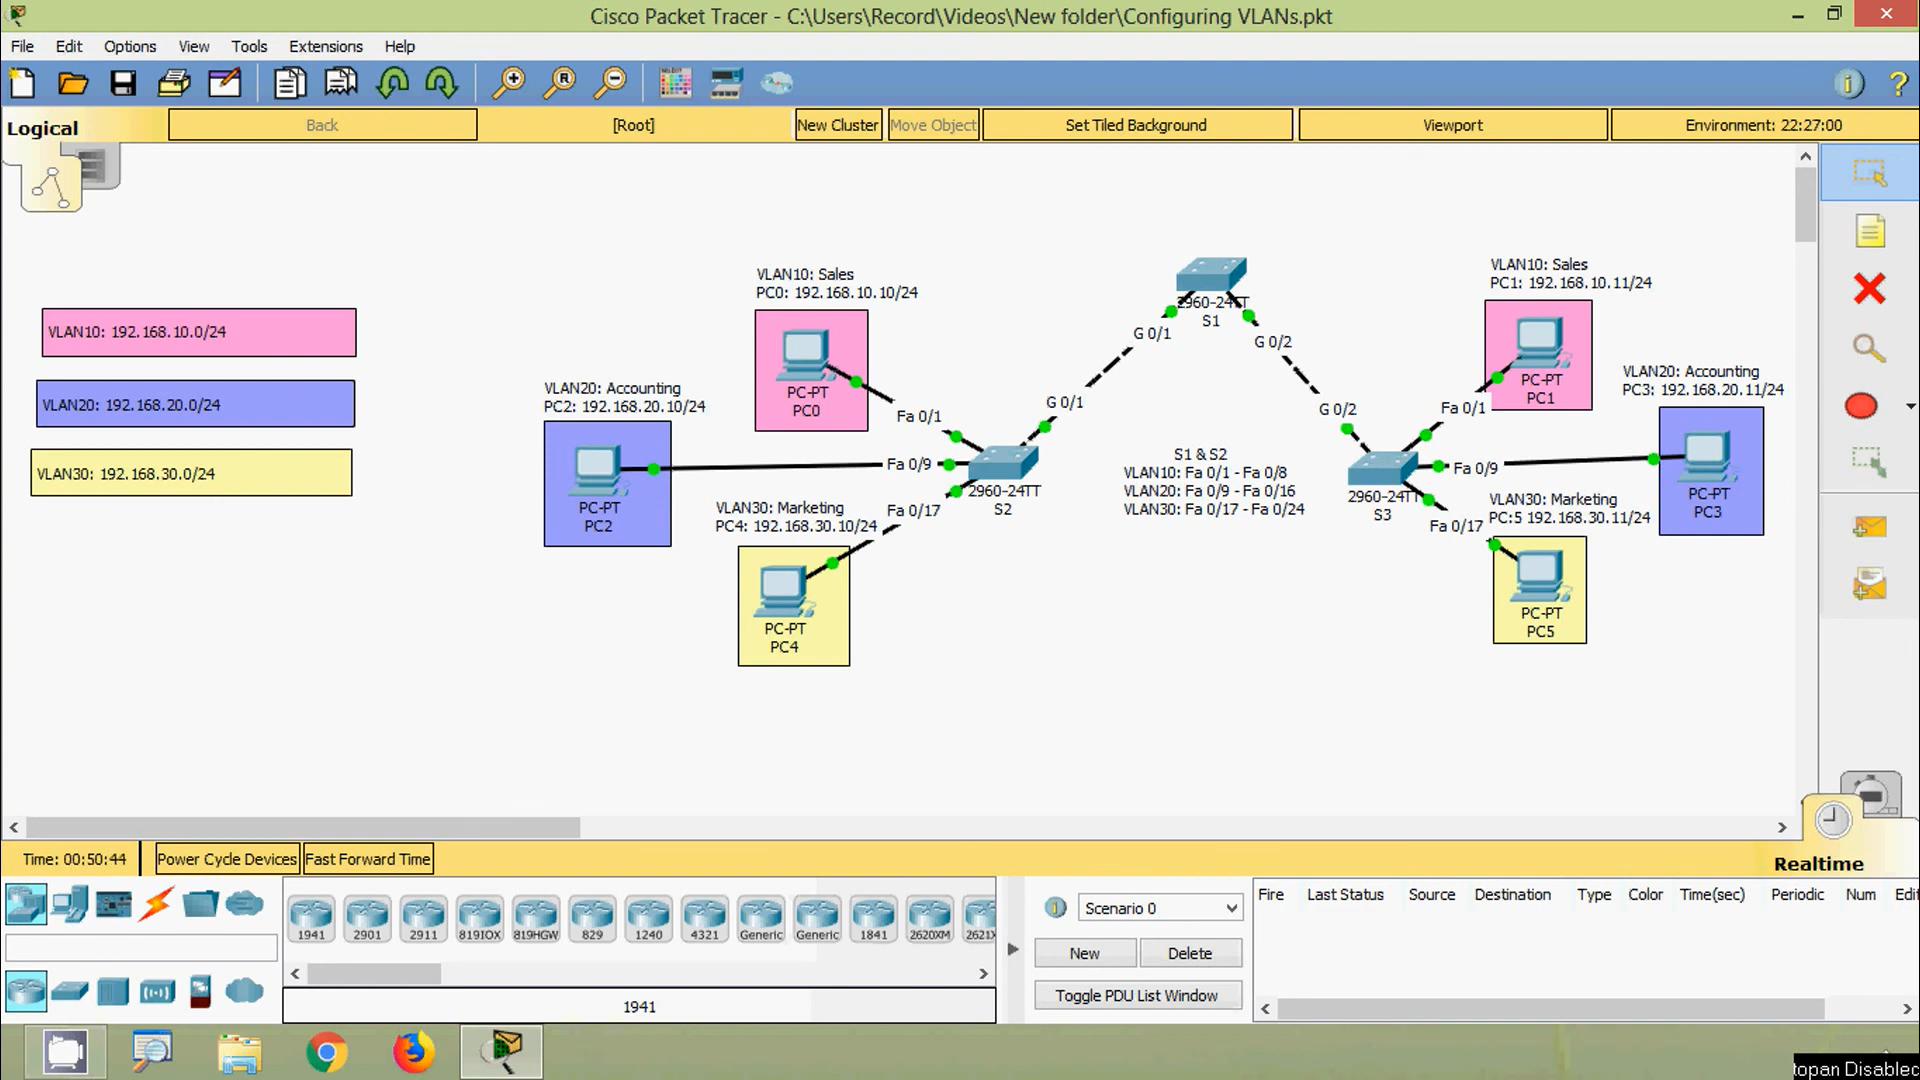 Cisco Packet Tracer - C:\Users\Record\Videos\New folder\Configuring VLANs.pkt
File Edit Options View Tools Extensions Help
Logical Back [Root] New Cluster Move Object Set Tiled Background Viewport Environment: 22:27:00
VLAN10: 192.168.10.0/24
VLAN20: 192.168.20.0/24
VLAN30: 192.168.30.0/24
VLAN10: Sales
PC0: 192.168.10.10/24
PC-PT
PC0
VLAN20: Accounting
PC2: 192.168.20.10/24
PC-PT
PC2
VLAN30: Marketing
PC4: 192.168.30.10/24
PC-PT
PC4
Fa 0/1
Fa 0/9
Fa 0/17
2960-24TT
S2
G 0/1
G 0/1
2960-24TT
S1
G 0/2
G 0/2
S1 & S2
VLAN10: Fa 0/1 - Fa 0/8
VLAN20: Fa 0/9 - Fa 0/16
VLAN30: Fa 0/17 - Fa 0/24
2960-24TT
S3
Fa 0/1
Fa 0/9
Fa 0/17
VLAN10: Sales
PC1: 192.168.10.11/24
PC-PT
PC1
VLAN20: Accounting
PC3: 192.168.20.11/24
PC-PT
PC3
VLAN30: Marketing
PC:5 192.168.30.11/24
PC-PT
PC5
Time: 00:50:44 Power Cycle Devices Fast Forward Time
Realtime
1941 2901 2911 819IOX 819HGW 829 1240 4321 Generic Generic 1841 2620XM 2621X
1941
Scenario 0
New Delete
Toggle PDU List Window
Fire Last Status Source Destination Type Color Time(sec) Periodic Num Edit
topan Disablec